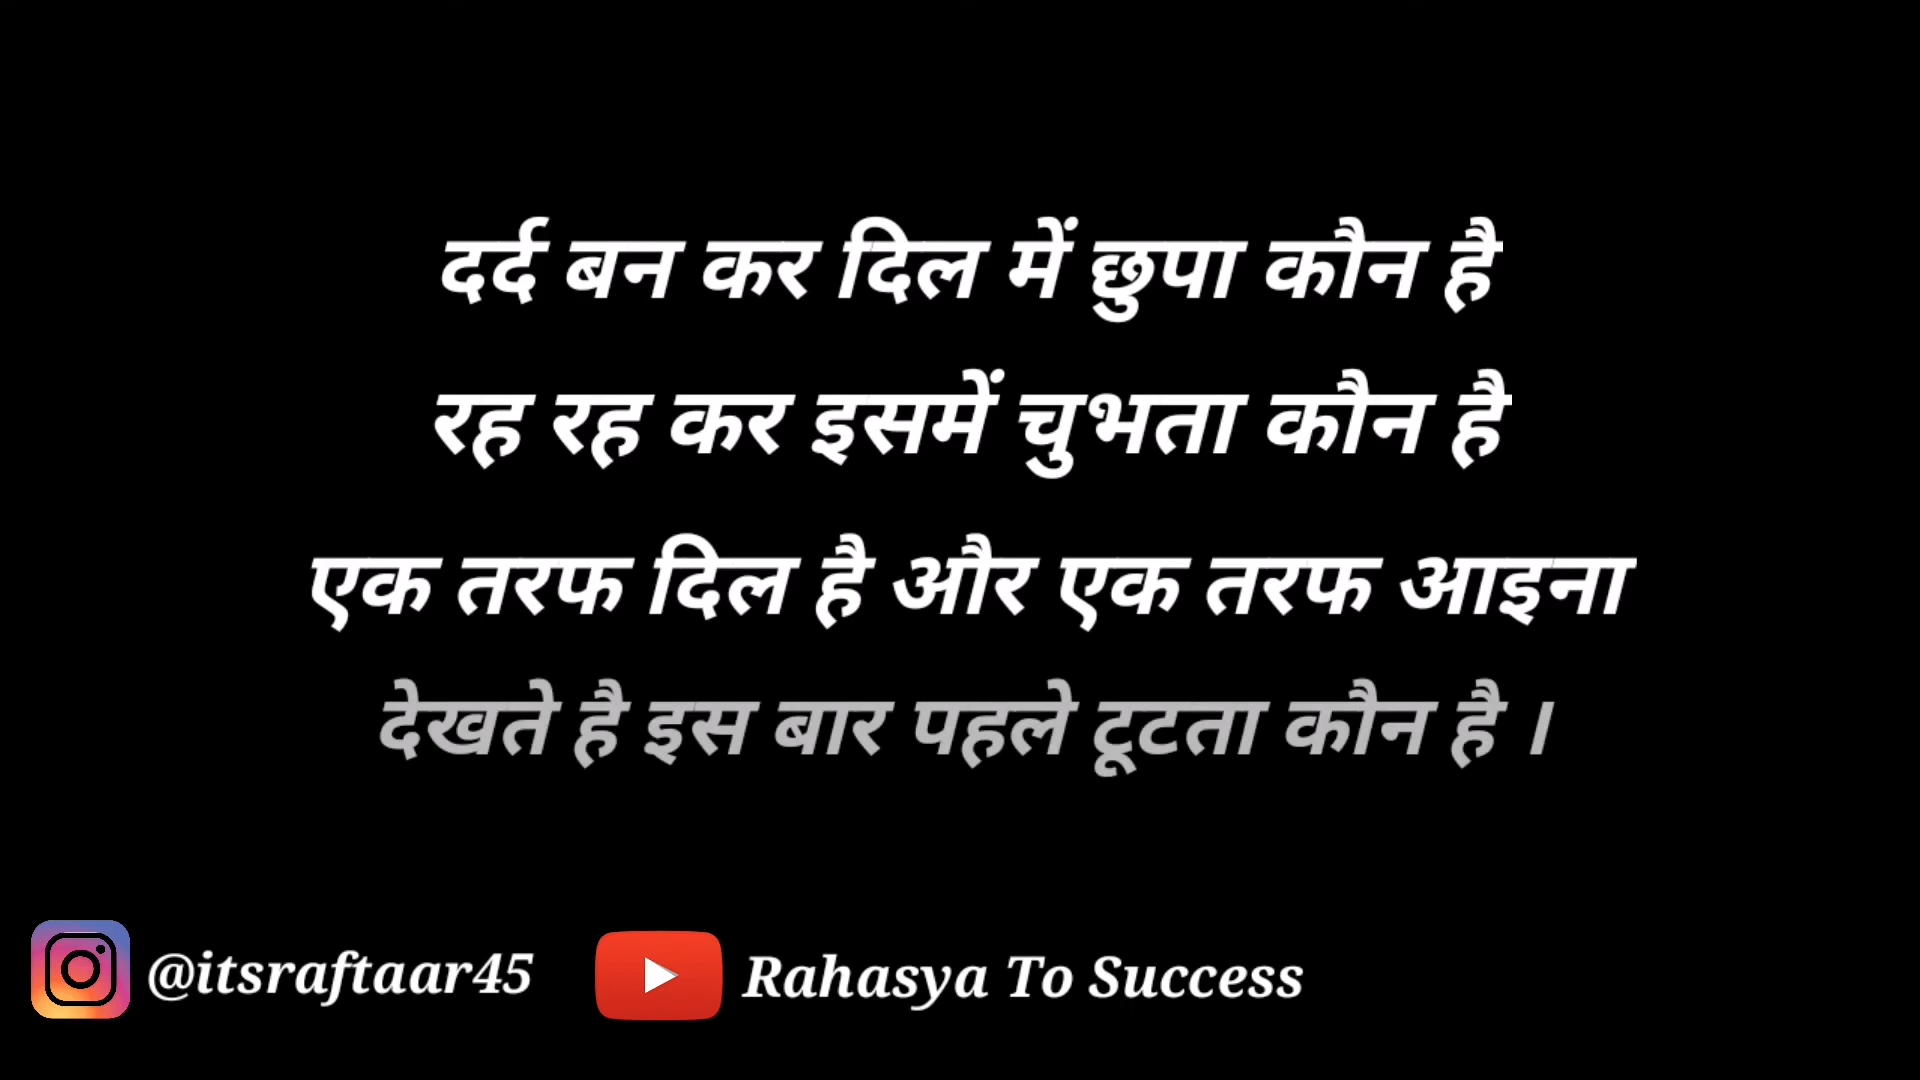 दर्द बन कर दिल में छुपा कौन है
रह रह कर इसमें चुभता कौन है
एक तरफ दिल है और एक तरफ आइना
देखते है इस बार पहले टूटता कौन है ।
@itsraftaar45 Rahasya To Success